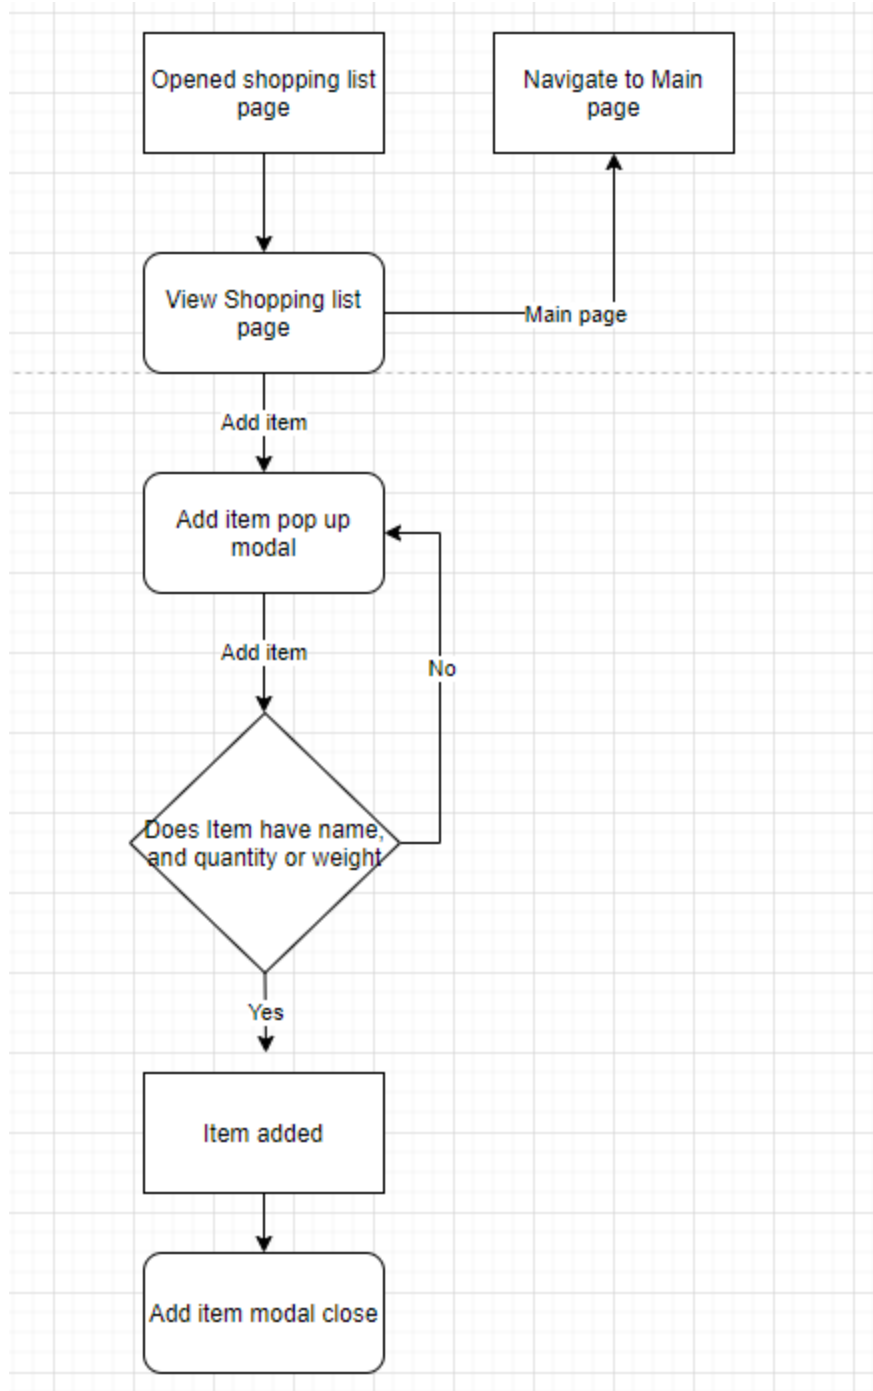 Opened shopping list
page
Navigate to Main
page
View Shopping list
page
Main page
Add item
Add item pop up
modal
Add item
No
Does Item have name,
and quantity or weight
Yes
Item added
Add item modal close